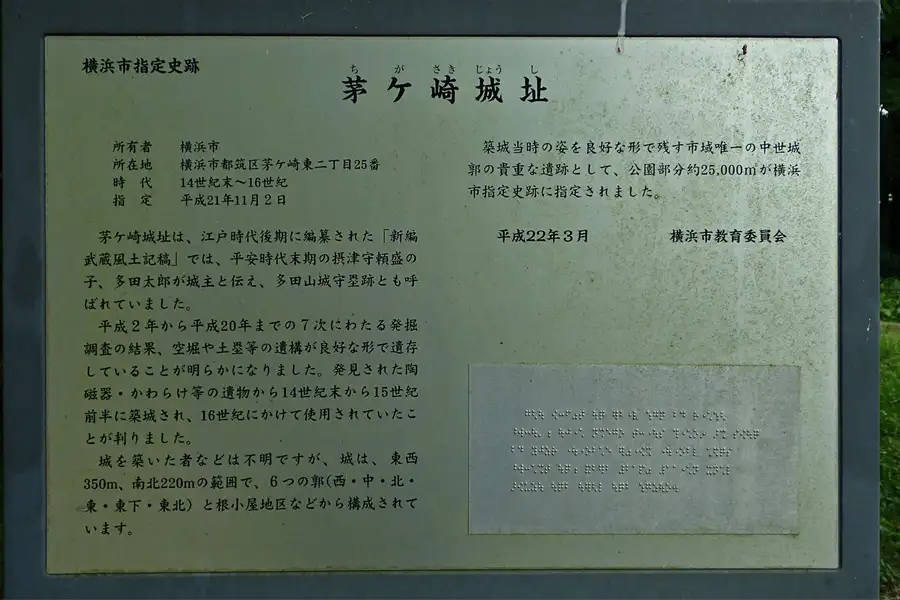 横浜市指定史跡
ちがさきじょうし
茅ケ崎城址
所有者 横浜市
所在地 横浜市都筑区茅ケ崎東二丁目25番
時代 14世紀末～16世紀
指定 平成21年11月2日
茅ケ崎城址は、江戸時代後期に編纂された「新編
武蔵風土記稿」では、平安時代末期の摂津守頼盛の
子、多田太郎が城主と伝え、多田山城守塁跡とも呼
ばれていました。
平成2年から平成20年までの7次にわたる発掘
調査の結果、空堀や土塁等の遺構が良好な形で遺存
していることが明らかになりました。発見された陶
磁器・かわらけ等の遺物から14世紀末から15世紀
前半に築城され、16世紀にかけて使用されていたこ
とが判りました。
城を築いた者などは不明ですが、城は、東西
350m、南北220mの範囲で、6つの郭(西・中・北・
東・東下・東北)と根小屋地区などから構成されて
います。
築城当時の姿を良好な形で残す市域唯一の中世城
郭の貴重な遺跡として、公園部分約25,000㎡が横浜
市指定史跡に指定されました。
平成22年3月 横浜市教育委員会